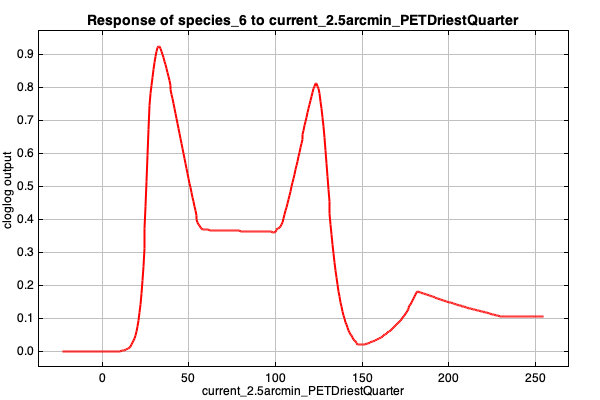 Response of species_6 to current_2.5arcmin_PETDriestQuarter
cloglog output
0.9
0.8
0.7
0.6
0.5
0.4
0.3
0.2
0.1
0.0
0 50 100 150 200 250
current_2.5arcmin_PETDriestQuarter